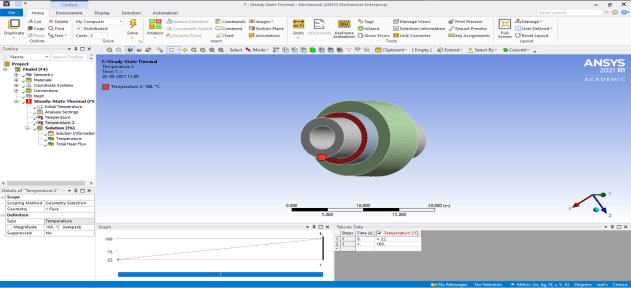 F - Steady-State Thermal - Mechanical [ANSYS Mechanical Enterprise]
Context
File Home Environment Display Selection Automation
Duplicate
Cut Delete My Computer
Copy Find Distributed
Paste Tree Cores 2
Solve Analysis
Named Selection Comments Images
Coordinate System Comment Section Plane
Remote Point Chart Annotation
Units Worksheet Keyframe Animation
Tags Manage Views Print Preview
Wizard Selection Information Report Preview
Show Errors Unit Converter Key Assignments
Full Screen
Manage
User Defined
Reset Layout
Outline Solve Insert Tools Layout
Select Mode Clipboard [Empty] Extend Select By Convert
Outline
Name Search Outline
Project
Model (F4)
Geometry
Materials
Coordinate Systems
Connections
Mesh
Steady-State Thermal (F5
Initial Temperature
Analysis Settings
Temperature
Temperature 2
Solution (F6)
Solution Information
Temperature
Total Heat Flux
F: Steady-State Thermal
Temperature 2
Time: 1. s
Temperature 2: 160. °C
ANSYS
2021 R1
ACADEMIC
0.000 10.000 20.000 (m)
5.000 15.000
X Y Z
Details of "Temperature 2"
Scope
Scoping Method Geometry Selection
Geometry 1 Face
Definition
Type Temperature
Magnitude 160. °C (ramped)
Suppressed No
Graph
1.
160.
75.
22.
0. 1.
1
Tabular Data
Steps Time [s] Temperature [°C]
1 1 0. = 22.
2 1 1. 160.
No Messages No Selection Metric (m, kg, N, s, V, A) Degrees rad/s Celsius